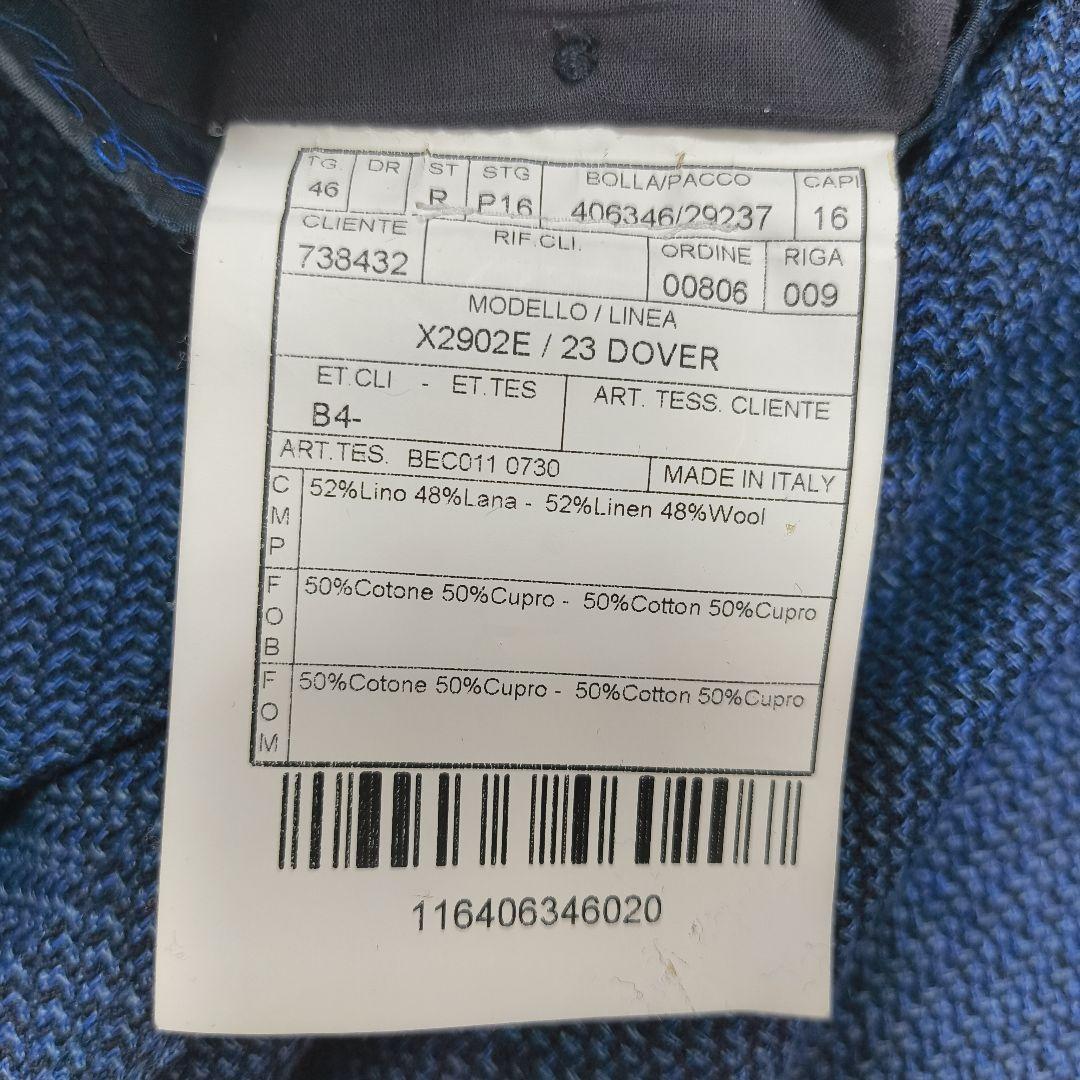 TG. DR ST STG BOLLA/PACCO CAPI
46 R P16 406346/29237 16
CLIENTE RIF.CLI. ORDINE RIGA
738432 00806 009
MODELLO / LINEA
X2902E / 23 DOVER
ET.CLI - ET.TES ART. TESS. CLIENTE
B4-
ART.TES. BEC011 0730 MADE IN ITALY
CMP 52%Lino 48%Lana - 52%Linen 48%Wool
FOB 50%Cotone 50%Cupro - 50%Cotton 50%Cupro
FOM 50%Cotone 50%Cupro - 50%Cotton 50%Cupro
116406346020